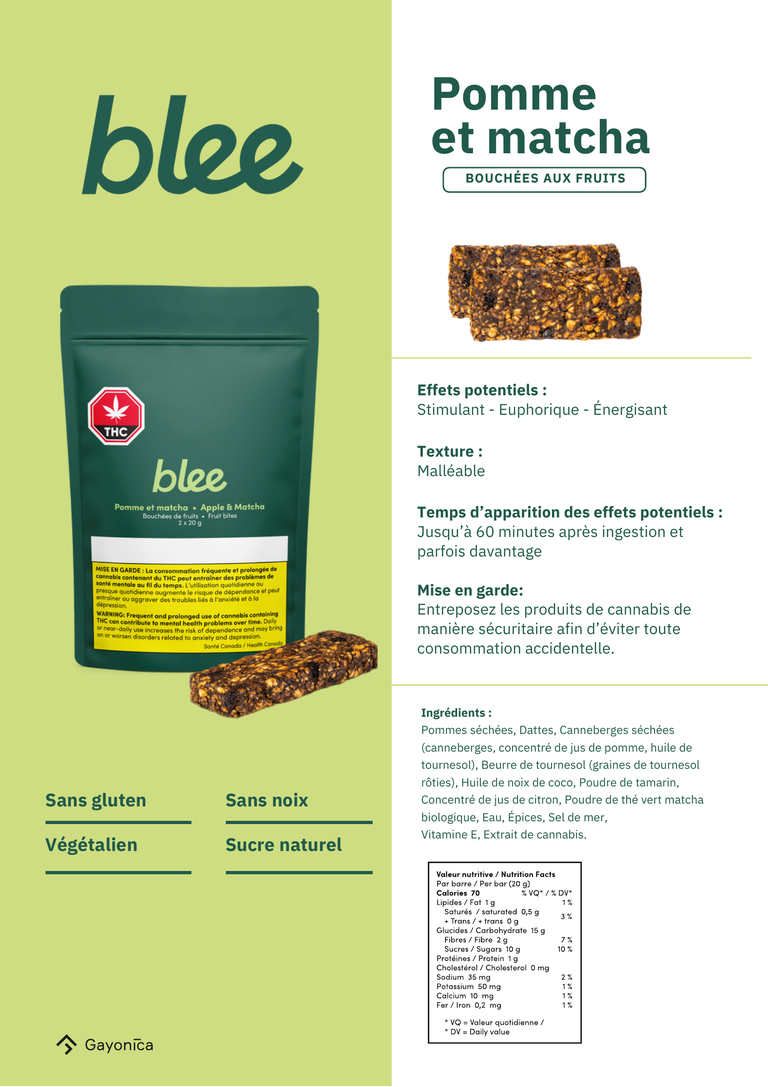 blee
THC
blee
Pomme et matcha • Apple & Matcha
Bouchées de fruits • Fruit bites
2 x 20 g
MISE EN GARDE : La consommation fréquente et prolongée de
cannabis contenant du THC peut entraîner des problèmes de
santé mentale au fil du temps. L'utilisation quotidienne ou
presque quotidienne augmente le risque de dépendance et peut
entraîner ou aggraver des troubles liés à l'anxiété et à la
dépression.
WARNING: Frequent and prolonged use of cannabis containing
THC can contribute to mental health problems over time. Daily
or near-daily use increases the risk of dependence and may bring
on or worsen disorders related to anxiety and depression.
Santé Canada / Health Canada
Sans gluten
Sans noix
Végétalien
Sucre naturel
Gayonica
Pomme
et matcha
BOUCHÉES AUX FRUITS
Effets potentiels :
Stimulant - Euphorique - Énergisant
Texture :
Malléable
Temps d’apparition des effets potentiels :
Jusqu’à 60 minutes après ingestion et
parfois davantage
Mise en garde:
Entreposez les produits de cannabis de
manière sécuritaire afin d’éviter toute
consommation accidentelle.
Ingrédients :
Pommes séchées, Dattes, Canneberges séchées
(canneberges, concentré de jus de pomme, huile de
tournesol), Beurre de tournesol (graines de tournesol
rôties), Huile de noix de coco, Poudre de tamarin,
Concentré de jus de citron, Poudre de thé vert matcha
biologique, Eau, Épices, Sel de mer,
Vitamine E, Extrait de cannabis.
Valeur nutritive / Nutrition Facts
Par barre / Per bar (20 g)
Calories 70 % VQ* / % DV*
Lipides / Fat 1 g 1 %
Saturés / saturated 0,5 g
+ Trans / + trans 0 g 3 %
Glucides / Carbohydrate 15 g
Fibres / Fibre 2 g 7 %
Sucres / Sugars 10 g 10 %
Protéines / Protein 1 g
Cholestérol / Cholesterol 0 mg
Sodium 35 mg 2 %
Potassium 50 mg 1 %
Calcium 10 mg 1 %
Fer / Iron 0,2 mg 1 %
* VQ = Valeur quotidienne /
* DV = Daily value